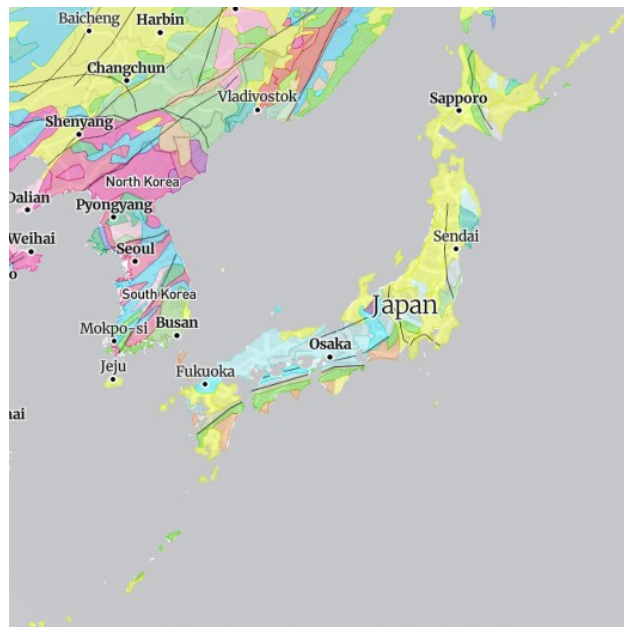 Baicheng
Harbin
Changchun
Vladivostok
Sapporo
Shenyang
North Korea
Dalian
Pyongyang
Weihai
o
Seoul
Sendai
South Korea
Japan
Mokpo-si
Busan
Osaka
Jeju
Fukuoka
nai